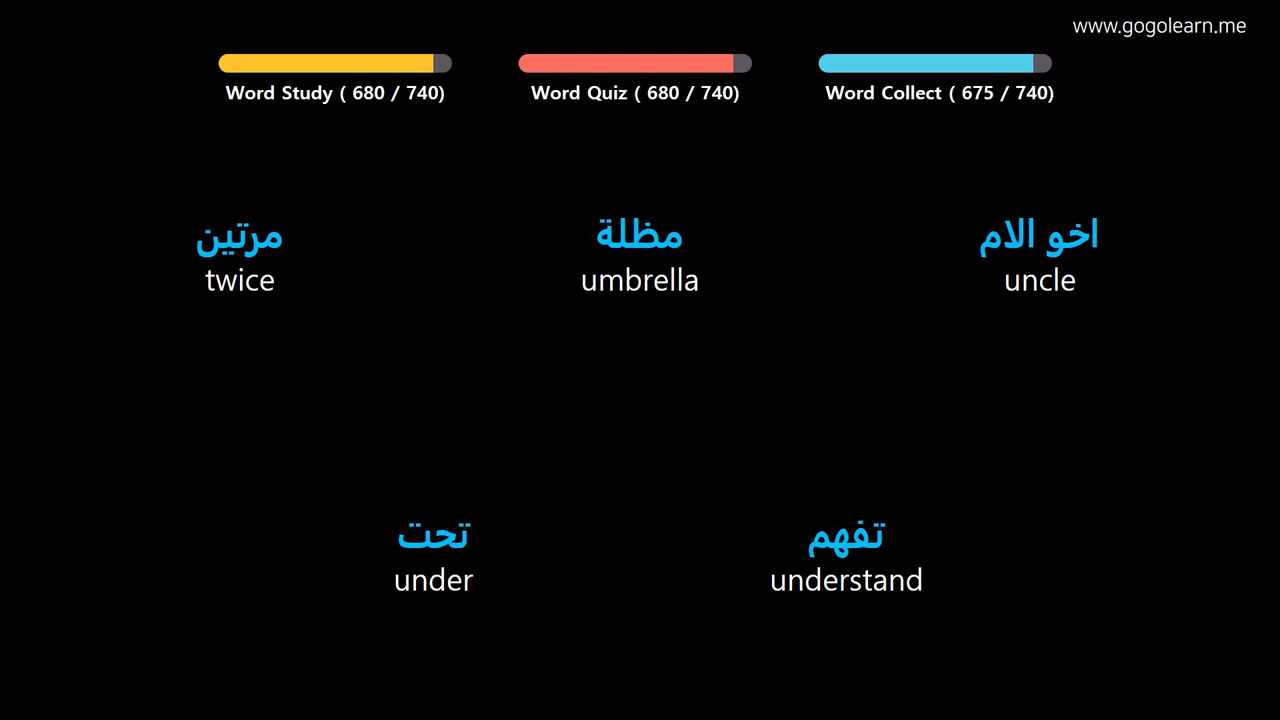 www.gogolearn.me
Word Study ( 680 / 740)
Word Quiz ( 680 / 740)
Word Collect ( 675 / 740)
مرتين
twice
مظلة
umbrella
اخو الام
uncle
تحت
under
تفهم
understand